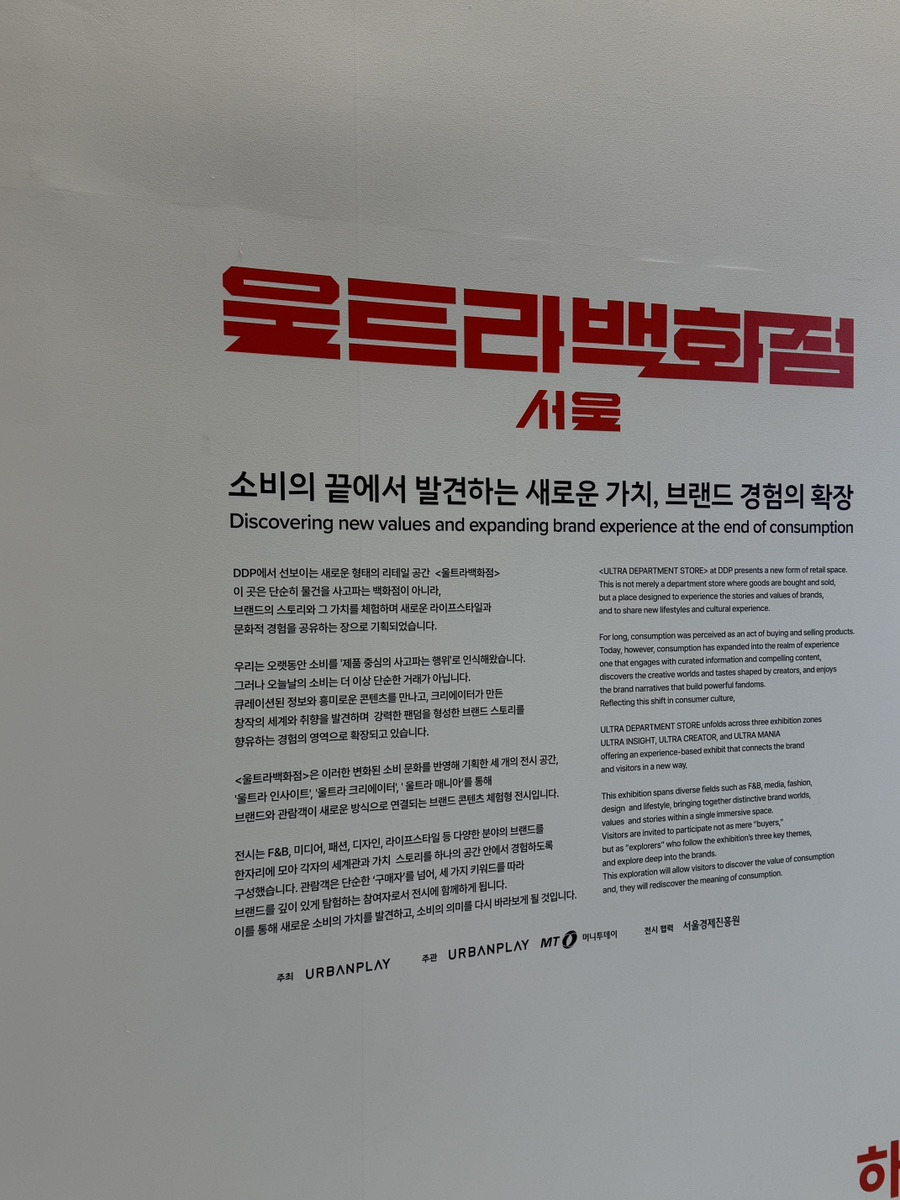 울트라백화점
서울
소비의 끝에서 발견하는 새로운 가치, 브랜드 경험의 확장
Discovering new values and expanding brand experience at the end of consumption
DDP에서 선보이는 새로운 형태의 리테일 공간 <울트라백화점>
이 곳은 단순히 물건을 사고파는 백화점이 아니라,
브랜드의 스토리와 그 가치를 체험하며 새로운 라이프스타일과
문화적 경험을 공유하는 장으로 기획되었습니다.
우리는 오랫동안 소비를 '제품 중심의 사고파는 행위'로 인식해왔습니다.
그러나 오늘날의 소비는 더 이상 단순한 거래가 아닙니다.
큐레이션된 정보와 흥미로운 콘텐츠를 만나고, 크리에이터가 만든
창작의 세계와 취향을 발견하며 강력한 팬덤을 형성한 브랜드 스토리를
향유하는 경험의 영역으로 확장되고 있습니다.
<울트라백화점>은 이러한 변화된 소비 문화를 반영해 기획한 세 개의 전시 공간,
'울트라 인사이트', '울트라 크리에이터', ' 울트라 매니아'를 통해
브랜드와 관람객이 새로운 방식으로 연결되는 브랜드 콘텐츠 체험형 전시입니다.
전시는 F&B, 미디어, 패션, 디자인, 라이프스타일 등 다양한 분야의 브랜드를
한자리에 모아 각자의 세계관과 가치 스토리를 하나의 공간 안에서 경험하도록
구성했습니다. 관람객은 단순한 '구매자'를 넘어, 세 가지 키워드를 따라
브랜드를 깊이 있게 탐험하는 참여자로서 전시에 함께하게 됩니다.
이를 통해 새로운 소비의 가치를 발견하고, 소비의 의미를 다시 바라보게 될 것입니다.
<ULTRA DEPARTMENT STORE> at DDP presents a new form of retail space.
This is not merely a department store where goods are bought and sold,
but a place designed to experience the stories and values of brands,
and to share new lifestyles and cultural experience.
For long, consumption was perceived as an act of buying and selling products.
Today, however, consumption has expanded into the realm of experience
one that engages with curated information and compelling content,
discovers the creative worlds and tastes shaped by creators, and enjoys
the brand narratives that build powerful fandoms.
Reflecting this shift in consumer culture,
ULTRA DEPARTMENT STORE unfolds across three exhibition zones
ULTRA INSIGHT, ULTRA CREATOR, and ULTRA MANIA
offering an experience-based exhibit that connects the brand
and visitors in a new way.
This exhibition spans diverse fields such as F&B, media, fashion,
design and lifestyle, bringing together distinctive brand worlds,
values and stories within a single immersive space.
Visitors are invited to participate not as mere "buyers,"
but as "explorers" who follow the exhibition's three key themes,
and explore deep into the brands.
This exploration will allow visitors to discover the value of consumption
and, they will rediscover the meaning of consumption.
주최 URBANPLAY 주관 URBANPLAY MT 머니투데이 전시 협력 서울경제진흥원
하